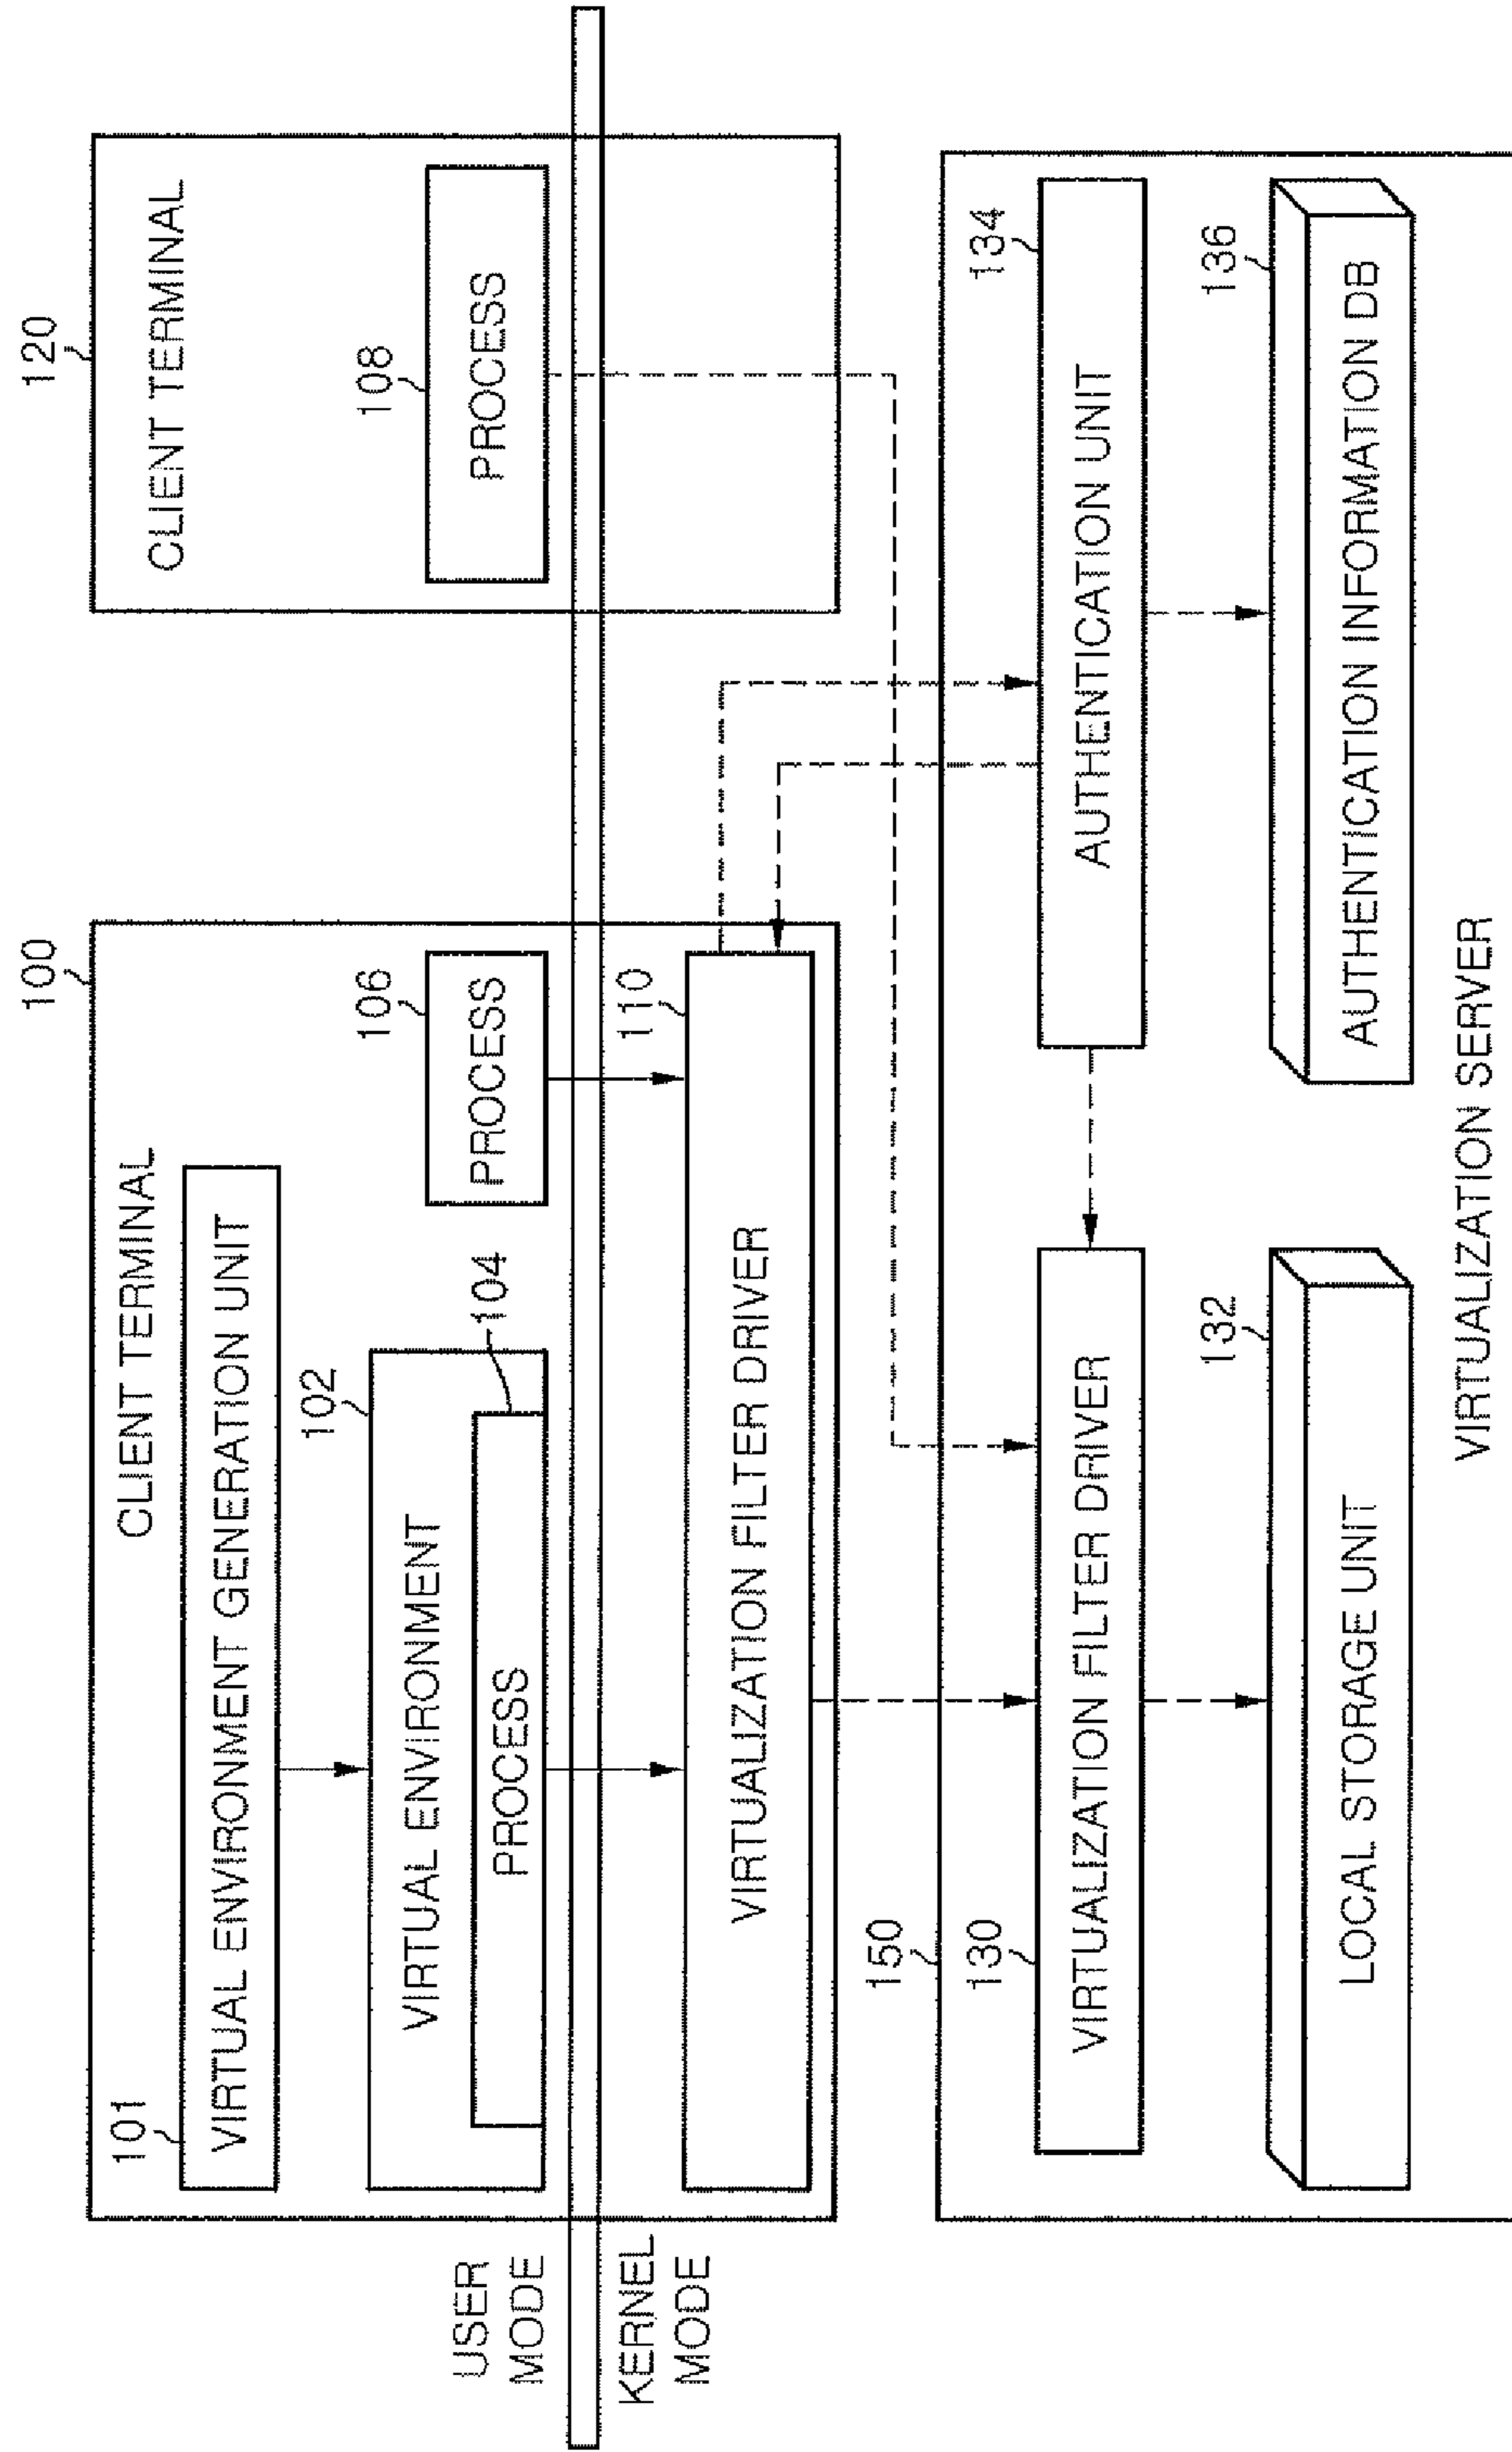 100
120
CLIENT TERMINAL
CLIENT TERMINAL
101
VIRTUAL ENVIRONMENT GENERATION UNIT
102
106
108
VIRTUAL ENVIRONMENT
104
PROCESS
PROCESS
PROCESS
USER
MODE
KERNEL
MODE
110
VIRTUALIZATION FILTER DRIVER
150
130
134
VIRTUALIZATION FILTER DRIVER
AUTHENTICATION UNIT
132
136
LOCAL STORAGE UNIT
AUTHENTICATION INFORMATION DB
VIRTUALIZATION SERVER